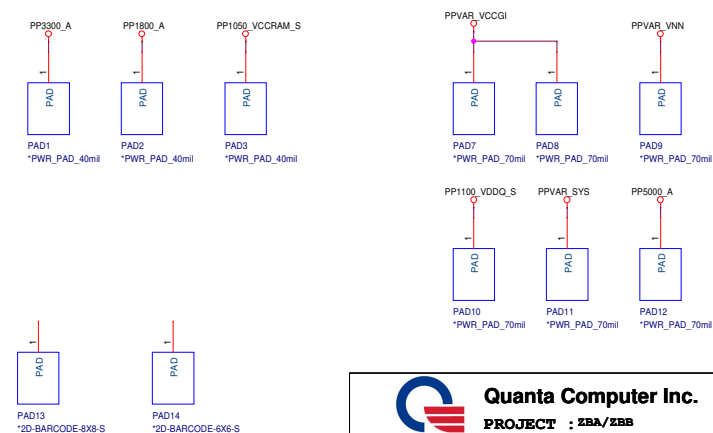 PP3300_A
PP1800_A
PP1050_VCCRAM_S
1
PAD
1
PAD
1
PAD
PAD1
*PWR_PAD_40mil
PAD2
*PWR_PAD_40mil
PAD3
*PWR_PAD_40mil
PPVAR_VCCGI
PPVAR_VNN
1
PAD
1
PAD
1
PAD
PAD7
*PWR_PAD_70mil
PAD8
*PWR_PAD_70mil
PAD9
*PWR_PAD_70mil
PP1100_VDDQ_S
PPVAR_SYS
PP5000_A
1
PAD
1
PAD
1
PAD
PAD10
*PWR_PAD_70mil
PAD11
*PWR_PAD_70mil
PAD12
*PWR_PAD_70mil
1
PAD
1
PAD
PAD13
*2D-BARCODE-8X8-S
PAD14
*2D-BARCODE-6X6-S
Quanta Computer Inc.
PROJECT : ZBA/ZBB